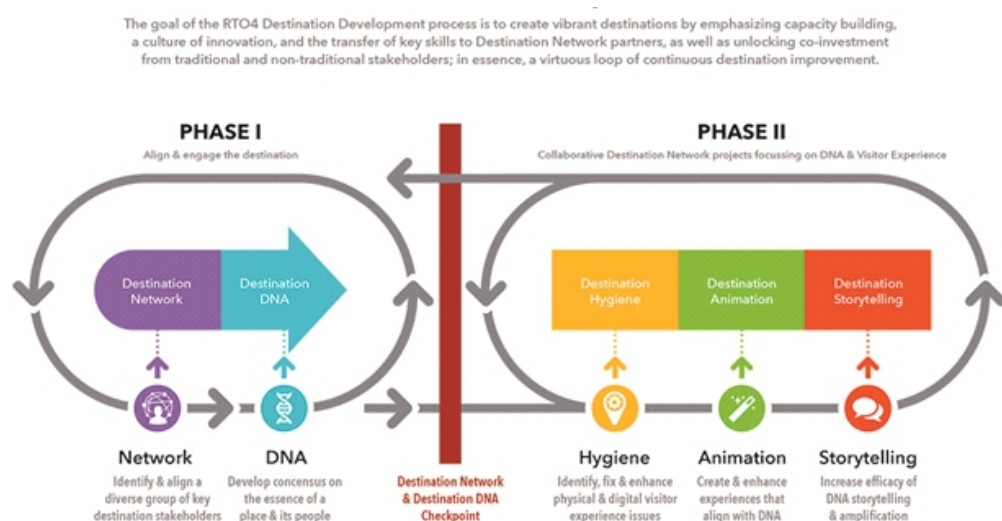 The goal of the RTO4 Destination Development process is to create vibrant destinations by emphasizing capacity building,
a culture of innovation, and the transfer of key skills to Destination Network partners, as well as unlocking co-investment
from traditional and non-traditional stakeholders; in essence, a virtuous loop of continuous destination improvement.
PHASE I
Align & engage the destination
PHASE II
Collaborative Destination Network projects focussing on DNA & Visitor Experience
Destination
Network
Destination
DNA
Destination
Hygiene
Destination
Animation
Destination
Storytelling
Network
Identify & align a
diverse group of key
destination stakeholders
DNA
Develop consensus on
the essence of a
place & its people
Destination Network
& Destination DNA
Checkpoint
Hygiene
Identify, fix & enhance
physical & digital visitor
experience issues
Animation
Create & enhance
experiences that
align with DNA
Storytelling
Increase efficacy of
DNA storytelling
& amplification